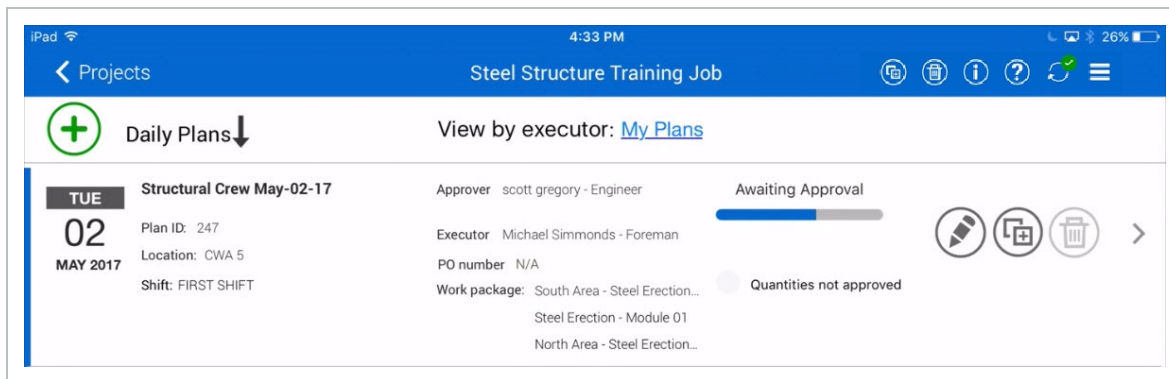 iPad 4:33 PM 26%
Projects Steel Structure Training Job
Daily Plans View by executor: My Plans
TUE
02
MAY 2017
Structural Crew May-02-17
Plan ID: 247
Location: CWA 5
Shift: FIRST SHIFT
Approver scott gregory - Engineer
Executor Michael Simmonds - Foreman
PO number N/A
Work package: South Area - Steel Erection...
Steel Erection - Module 01
North Area - Steel Erection...
Awaiting Approval
Quantities not approved